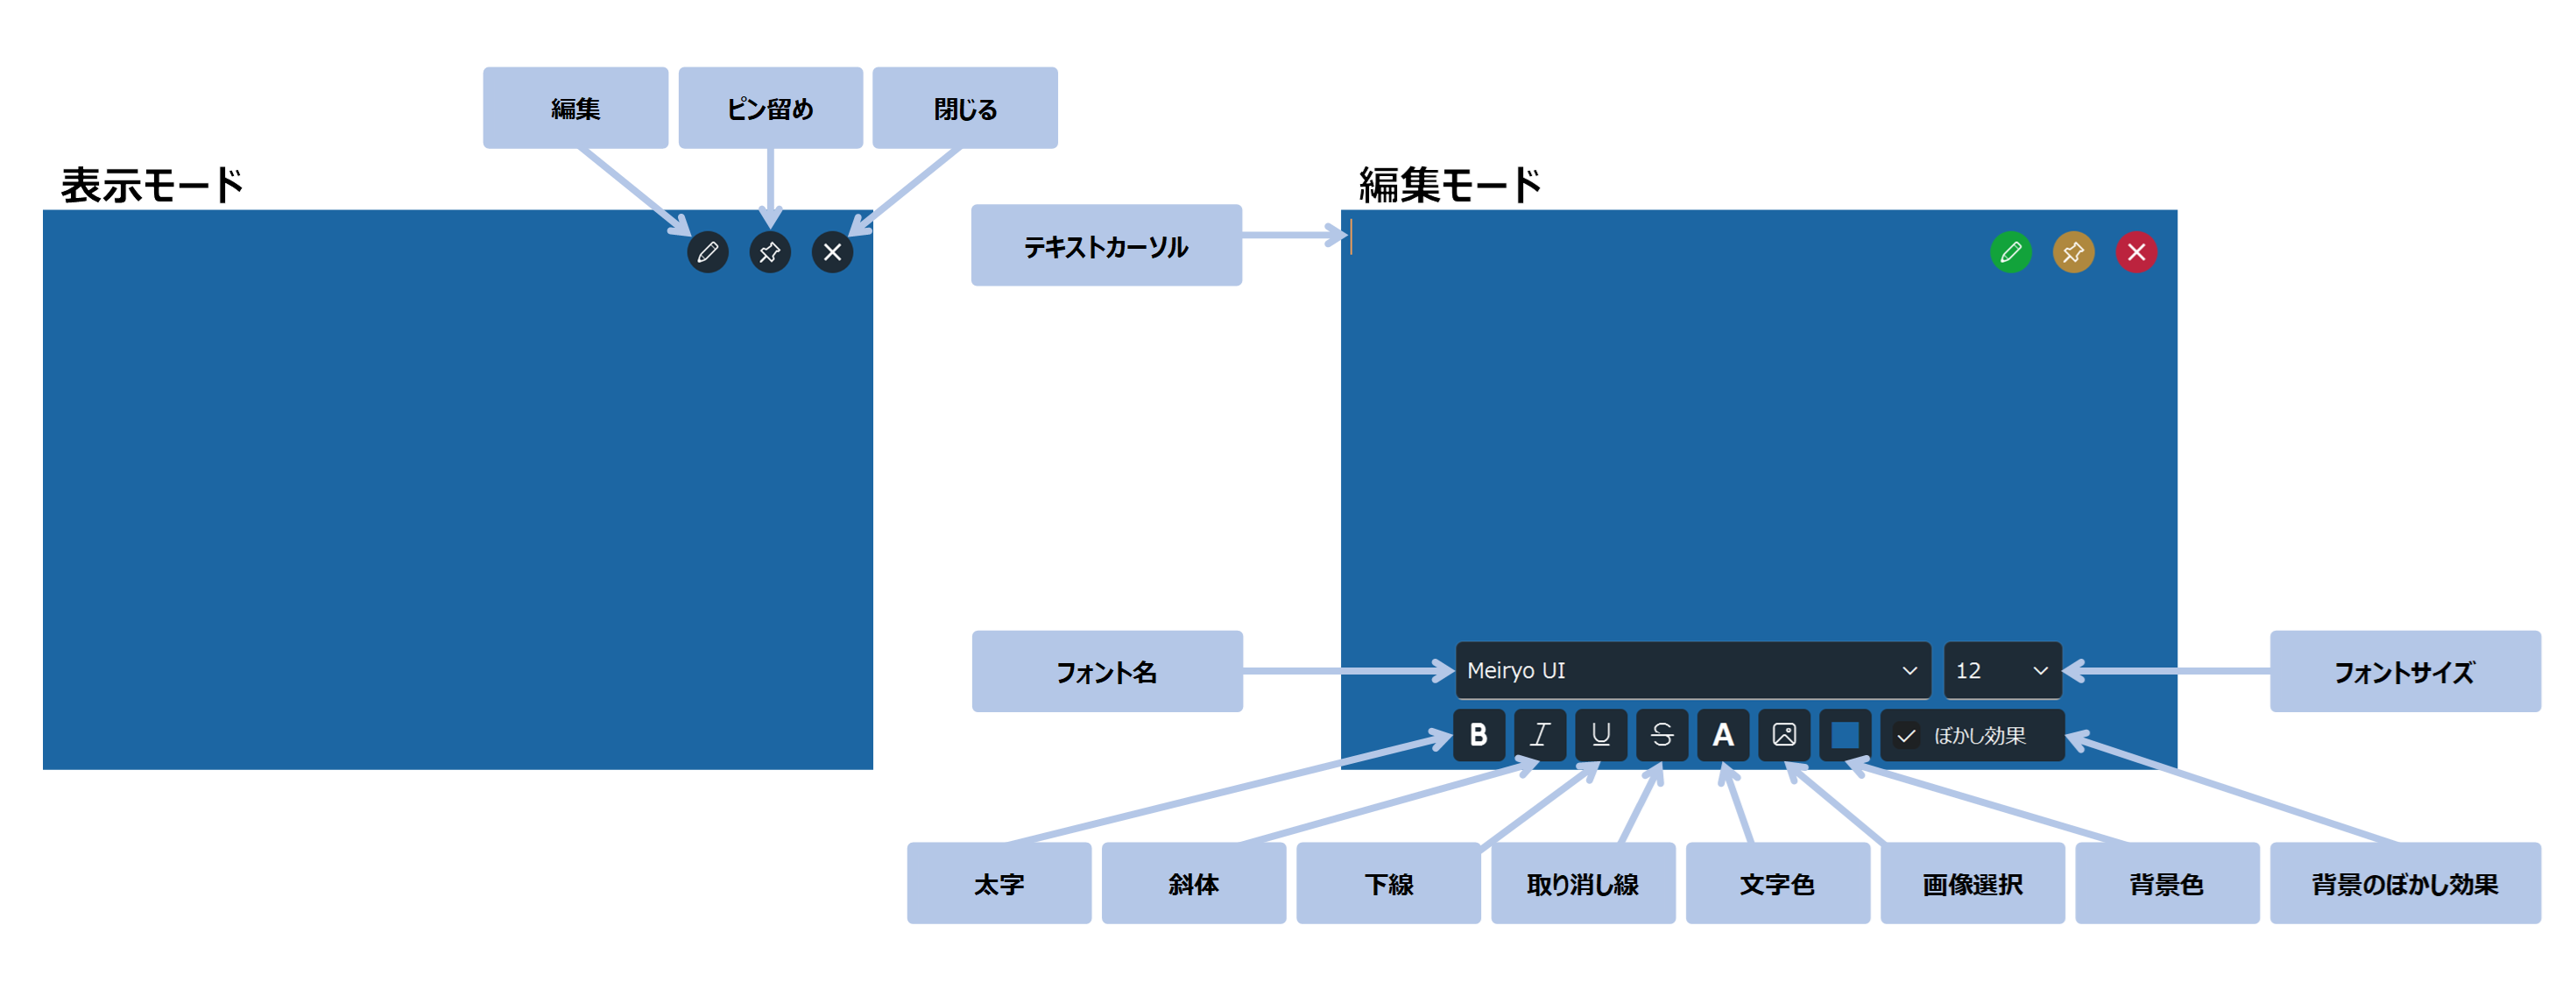 編集
ピン留め
閉じる
表示モード
編集モード
テキストカーソル
フォント名
Meiryo UI
12
フォントサイズ
B
I
U
S
A
ぼかし効果
太字
斜体
下線
取り消し線
文字色
画像選択
背景色
背景のぼかし効果